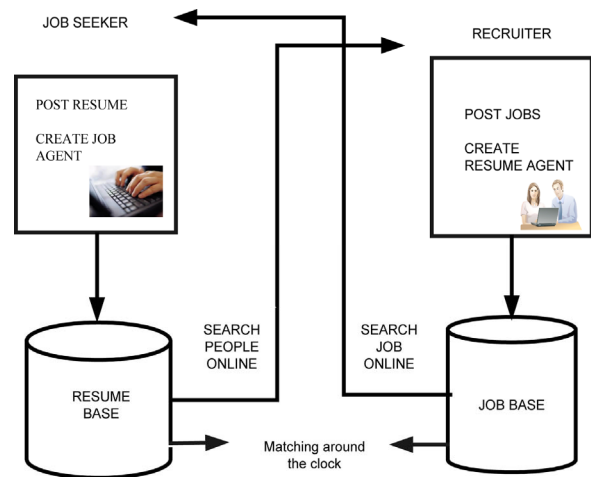 JOB SEEKER
RECRUITER
POST RESUME
CREATE JOB
AGENT
POST JOBS
CREATE
RESUME AGENT
SEARCH
PEOPLE
ONLINE
SEARCH
JOB
ONLINE
RESUME
BASE
JOB BASE
Matching around
the clock